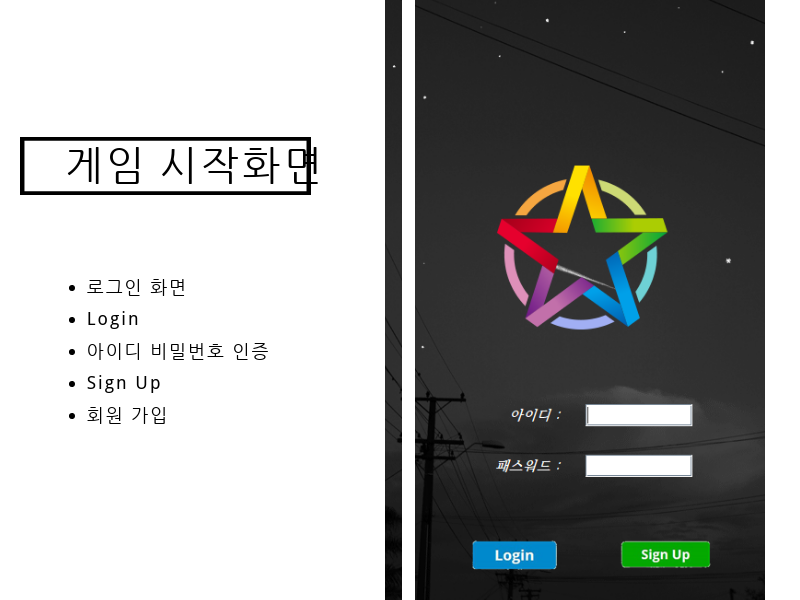 게임 시작화면
로그인 화면
Login
아이디 비밀번호 인증
Sign Up
회원 가입
아이디 :
패스워드 :
Login
Sign Up